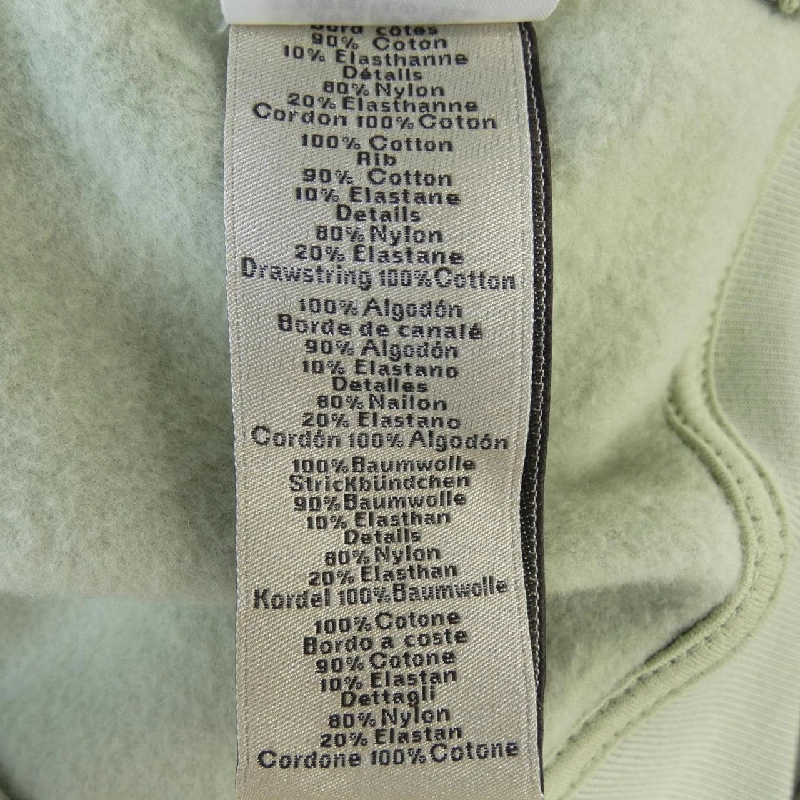 Bord côtes
90% Coton
10% Elasthanne
Détails
80% Nylon
20% Elasthanne
Cordon 100% Coton
100% Cotton
Rib
90% Cotton
10% Elastane
Details
80% Nylon
20% Elastane
Drawstring 100% Cotton
100% Algodón
Borde de canalé
90% Algodón
10% Elastano
Detalles
80% Nailon
20% Elastano
Cordón 100% Algodón
100% Baumwolle
Strickbündchen
90% Baumwolle
10% Elasthan
Details
80% Nylon
20% Elasthan
Kordel 100% Baumwolle
100% Cotone
Bordo a coste
90% Cotone
10% Elastan
Dettagli
80% Nylon
20% Elastan
Cordone 100% Cotone